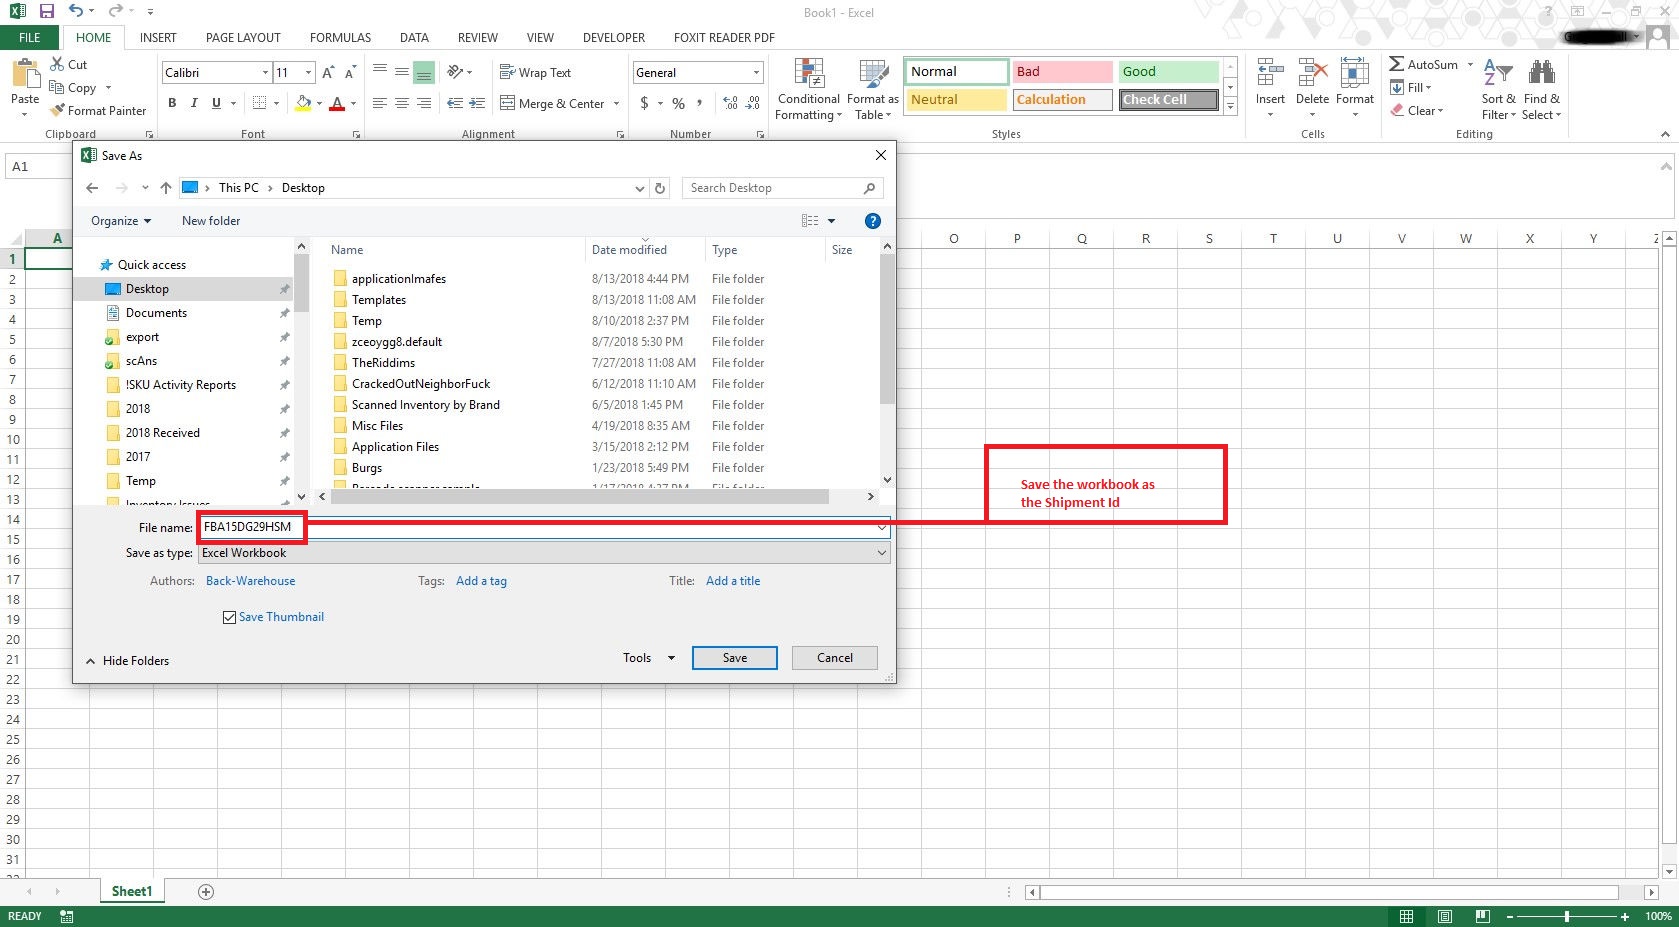 Book1 - Excel
FILE HOME INSERT PAGE LAYOUT FORMULAS DATA REVIEW VIEW DEVELOPER FOXIT READER PDF
Paste
Cut
Copy
Format Painter
Clipboard
Calibri 11
B I U
Font
Wrap Text
Merge & Center
Alignment
General
$ % ,
Number
Conditional Formatting
Format as Table
Normal Bad Good
Neutral Calculation Check Cell
Styles
Insert Delete Format
Cells
AutoSum
Fill
Clear
Sort & Filter
Find & Select
Editing
A1
Save As
This PC > Desktop
Search Desktop
Organize New folder
Quick access
Desktop
Documents
export
scAns
!SKU Activity Reports
2018
2018 Received
2017
Temp
Inventory Issues
Name Date modified Type Size
applicationImafes 8/13/2018 4:44 PM File folder
Templates 8/13/2018 11:08 AM File folder
Temp 8/10/2018 2:37 PM File folder
zceoygg8.default 8/7/2018 5:30 PM File folder
TheRiddims 7/27/2018 11:08 AM File folder
CrackedOutNeighborFuck 6/12/2018 11:10 AM File folder
Scanned Inventory by Brand 6/5/2018 1:45 PM File folder
Misc Files 4/19/2018 8:35 AM File folder
Application Files 3/15/2018 2:12 PM File folder
Burgs 1/23/2018 5:49 PM File folder
File name: FBA15DG29HSM
Save as type: Excel Workbook
Authors: Back-Warehouse Tags: Add a tag Title: Add a title
Save Thumbnail
Hide Folders
Tools Save Cancel
A O P Q R S T U V W X Y Z
1
2
3
4
5
6
7
8
9
10
11
12
13
14
15
16
17
18
19
20
21
22
23
24
25
26
27
28
29
30
31
Save the workbook as
the Shipment Id
Sheet1
READY
100%